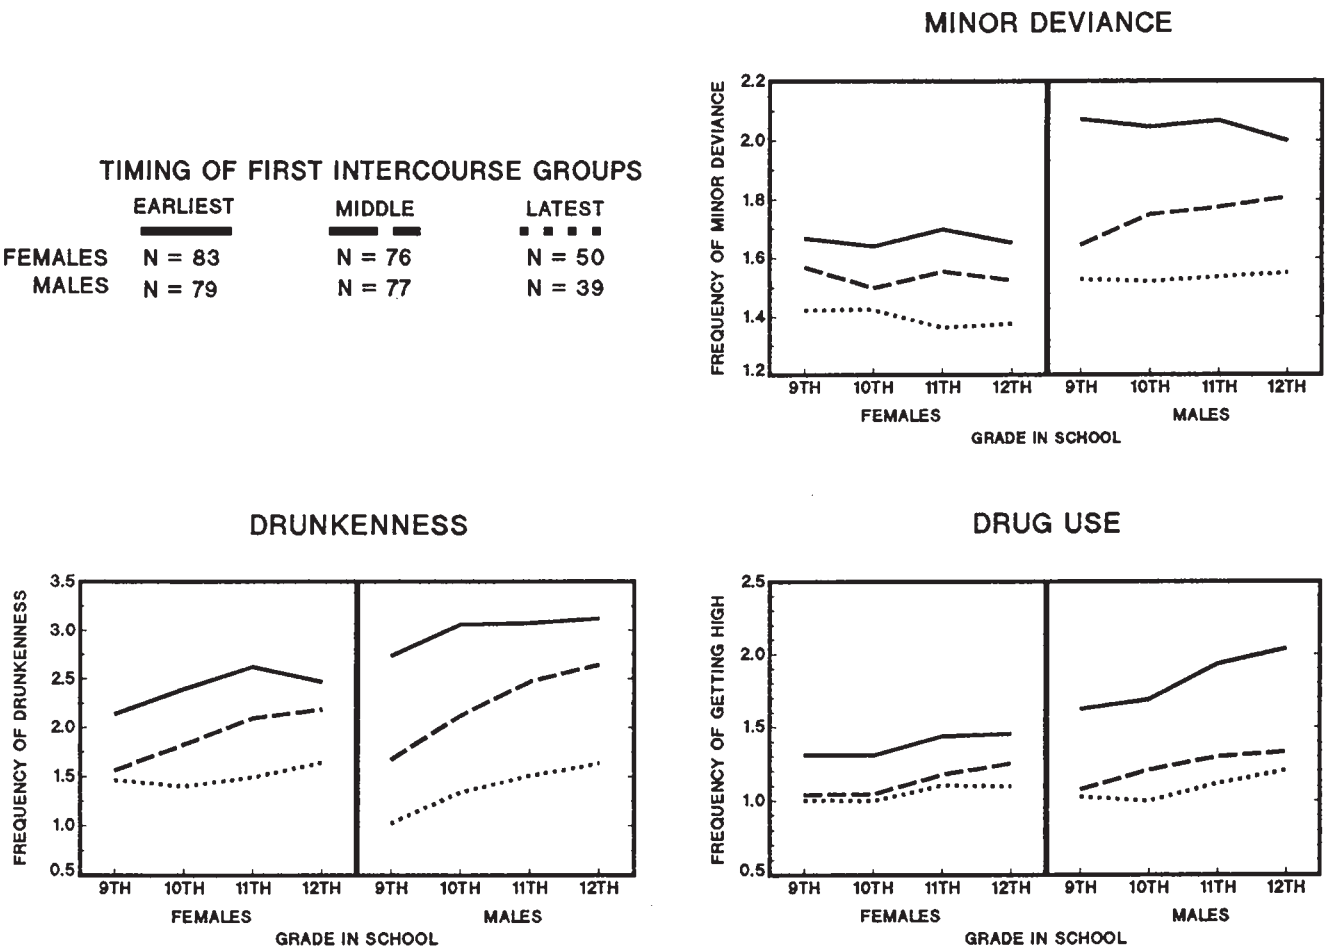 MINOR DEVIANCE
TIMING OF FIRST INTERCOURSE GROUPS
EARLIEST MIDDLE LATEST
FEMALES N = 83 N = 76 N = 50
MALES N = 79 N = 77 N = 39
FREQUENCY OF MINOR DEVIANCE
2.2
2.0
1.8
1.6
1.4
1.2
9TH 10TH 11TH 12TH 9TH 10TH 11TH 12TH
FEMALES MALES
GRADE IN SCHOOL
DRUNKENNESS
FREQUENCY OF DRUNKENNESS
3.5
3.0
2.5
2.0
1.5
1.0
0.5
9TH 10TH 11TH 12TH 9TH 10TH 11TH 12TH
FEMALES MALES
GRADE IN SCHOOL
DRUG USE
FREQUENCY OF GETTING HIGH
2.5
2.0
1.5
1.0
0.5
9TH 10TH 11TH 12TH 9TH 10TH 11TH 12TH
FEMALES MALES
GRADE IN SCHOOL